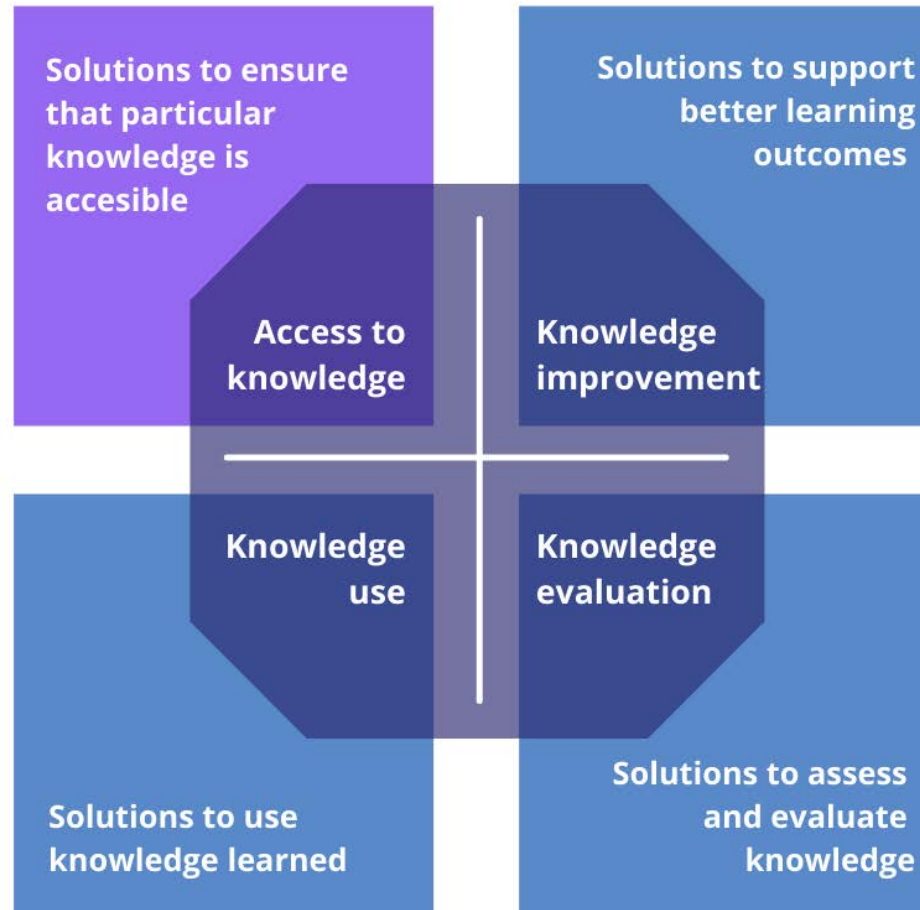 Solutions to ensure
that particular
knowledge is
accesible
Access to
knowledge
Solutions to support
better learning
outcomes
Knowledge
improvement
Knowledge
use
Solutions to use
knowledge learned
Knowledge
evaluation
Solutions to assess
and evaluate
knowledge